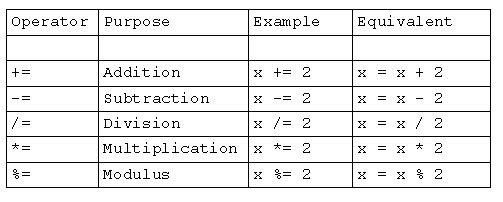 Operator Purpose Example Equivalent
+= Addition x += 2 x = x + 2
-= Subtraction x -= 2 x = x - 2
/= Division x /= 2 x = x / 2
*= Multiplication x *= 2 x = x * 2
%= Modulus x %= 2 x = x % 2